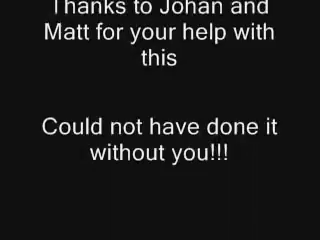 Thanks to Johan and
Matt for your help with
this
Could not have done it
without you!!!